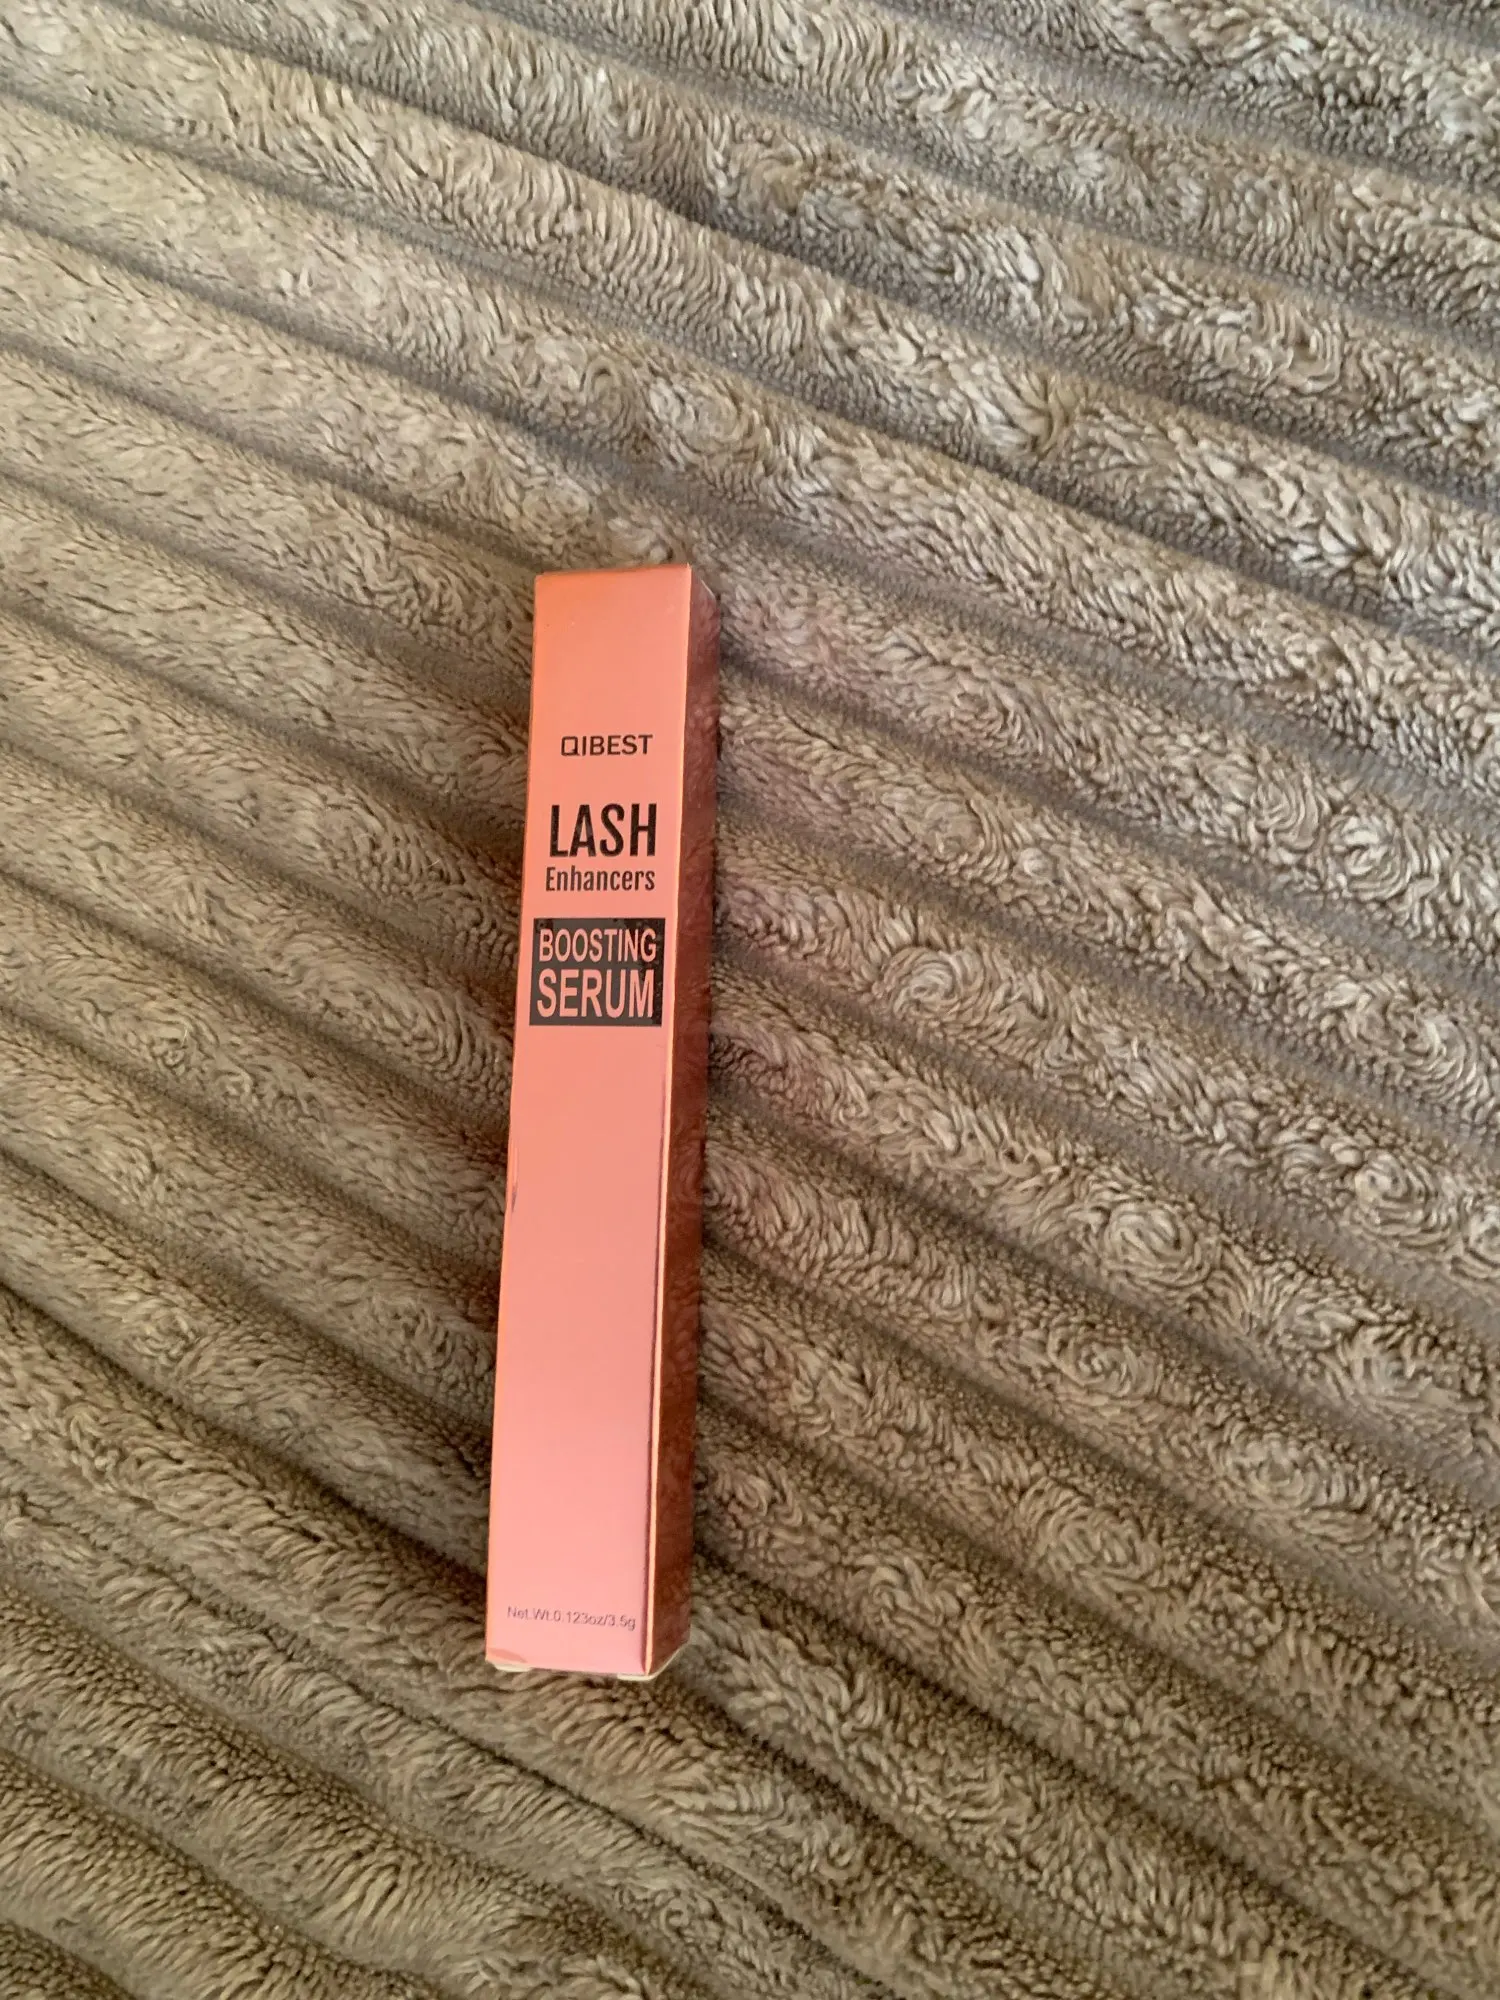 QIBEST
LASH
Enhancers
BOOSTING
SERUM
Net.Wt.0.123oz/3.5g